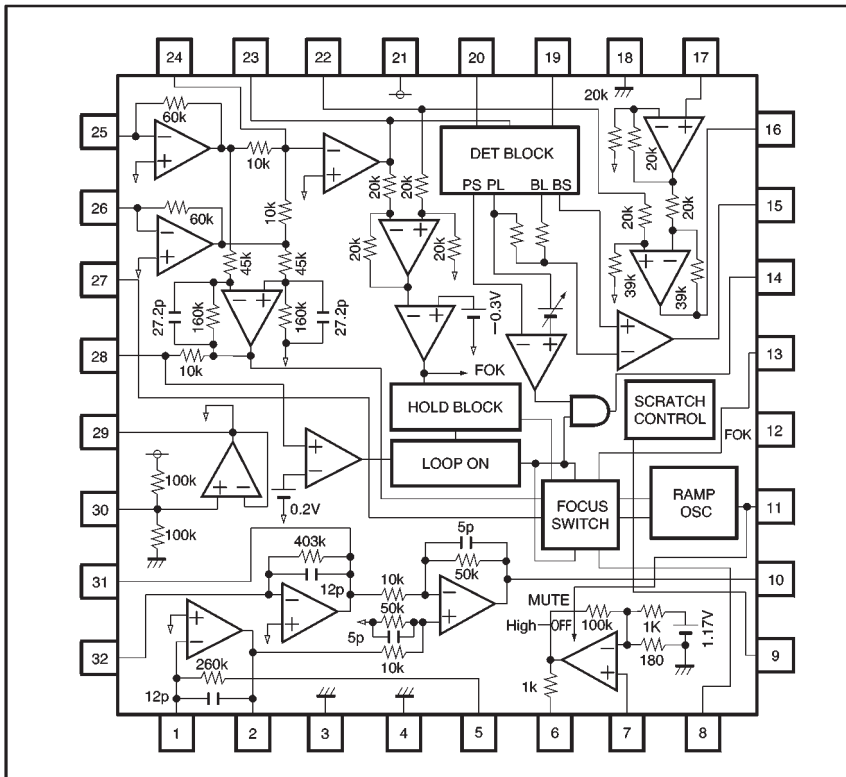 24 23 22 21 20 19 18 17
25 26 27 28 29 30 31 32
16 15 14 13 12 11 10 9
1 2 3 4 5 6 7 8
60k
10k
60k
10k
45k
45k
27.2p
160k
160k
27.2p
10k
20k
20k
20k
20k
−0.3V
FOK
DET BLOCK
PS PL BL BS
20k
20k
20k
20k
39k
39k
HOLD BLOCK
LOOP ON
SCRATCH
CONTROL
FOK
FOCUS
SWITCH
RAMP
OSC
100k
100k
0.2V
403k
12p
10k
50k
5p
10k
5p
50k
260k
12p
MUTE
High OFF
100k
1K
180
1.17V
1k